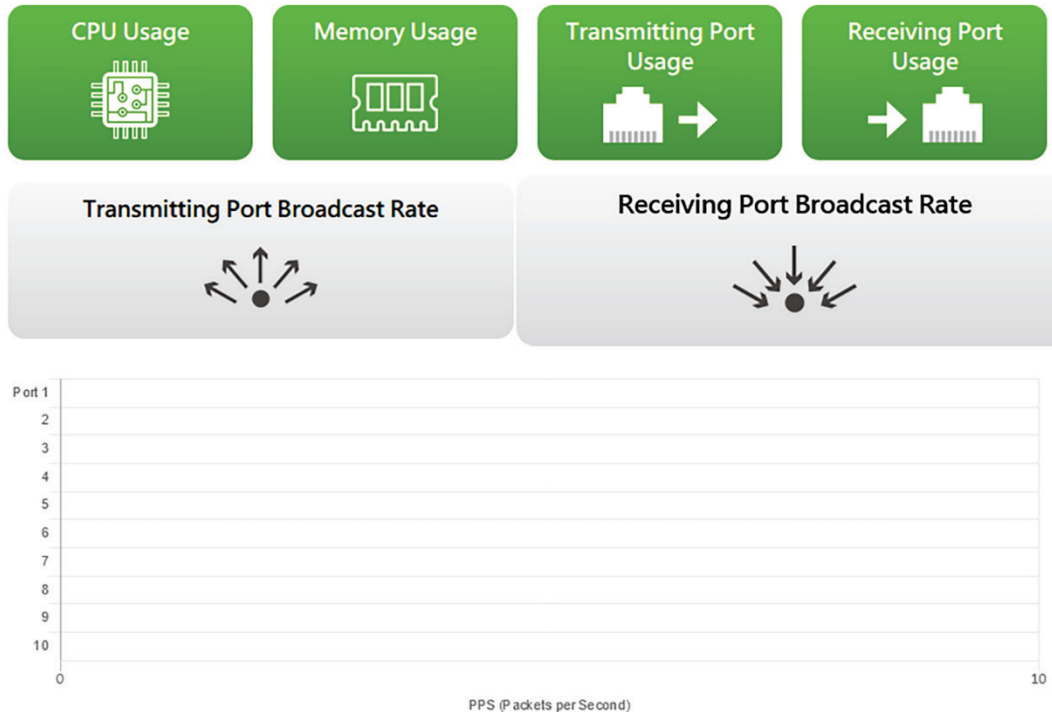 CPU Usage
Memory Usage
Transmitting Port
Usage
Receiving Port
Usage
Transmitting Port Broadcast Rate
Receiving Port Broadcast Rate
Port 1
2
3
4
5
6
7
8
9
10
0
10
PPS (Packets per Second)